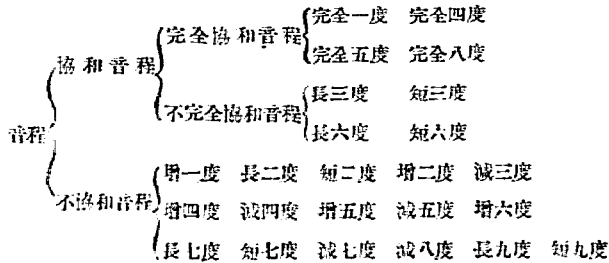 完全一度 完全四度
完全協和音程
完全五度 完全八度
協和音程
長三度 短三度
不完全協和音程
長六度 短六度
音程
增一度 長二度 短二度 增二度 減三度
不協和音程
增四度 減四度 增五度 減五度 增六度
長七度 短七度 減七度 減八度 長九度 短九度